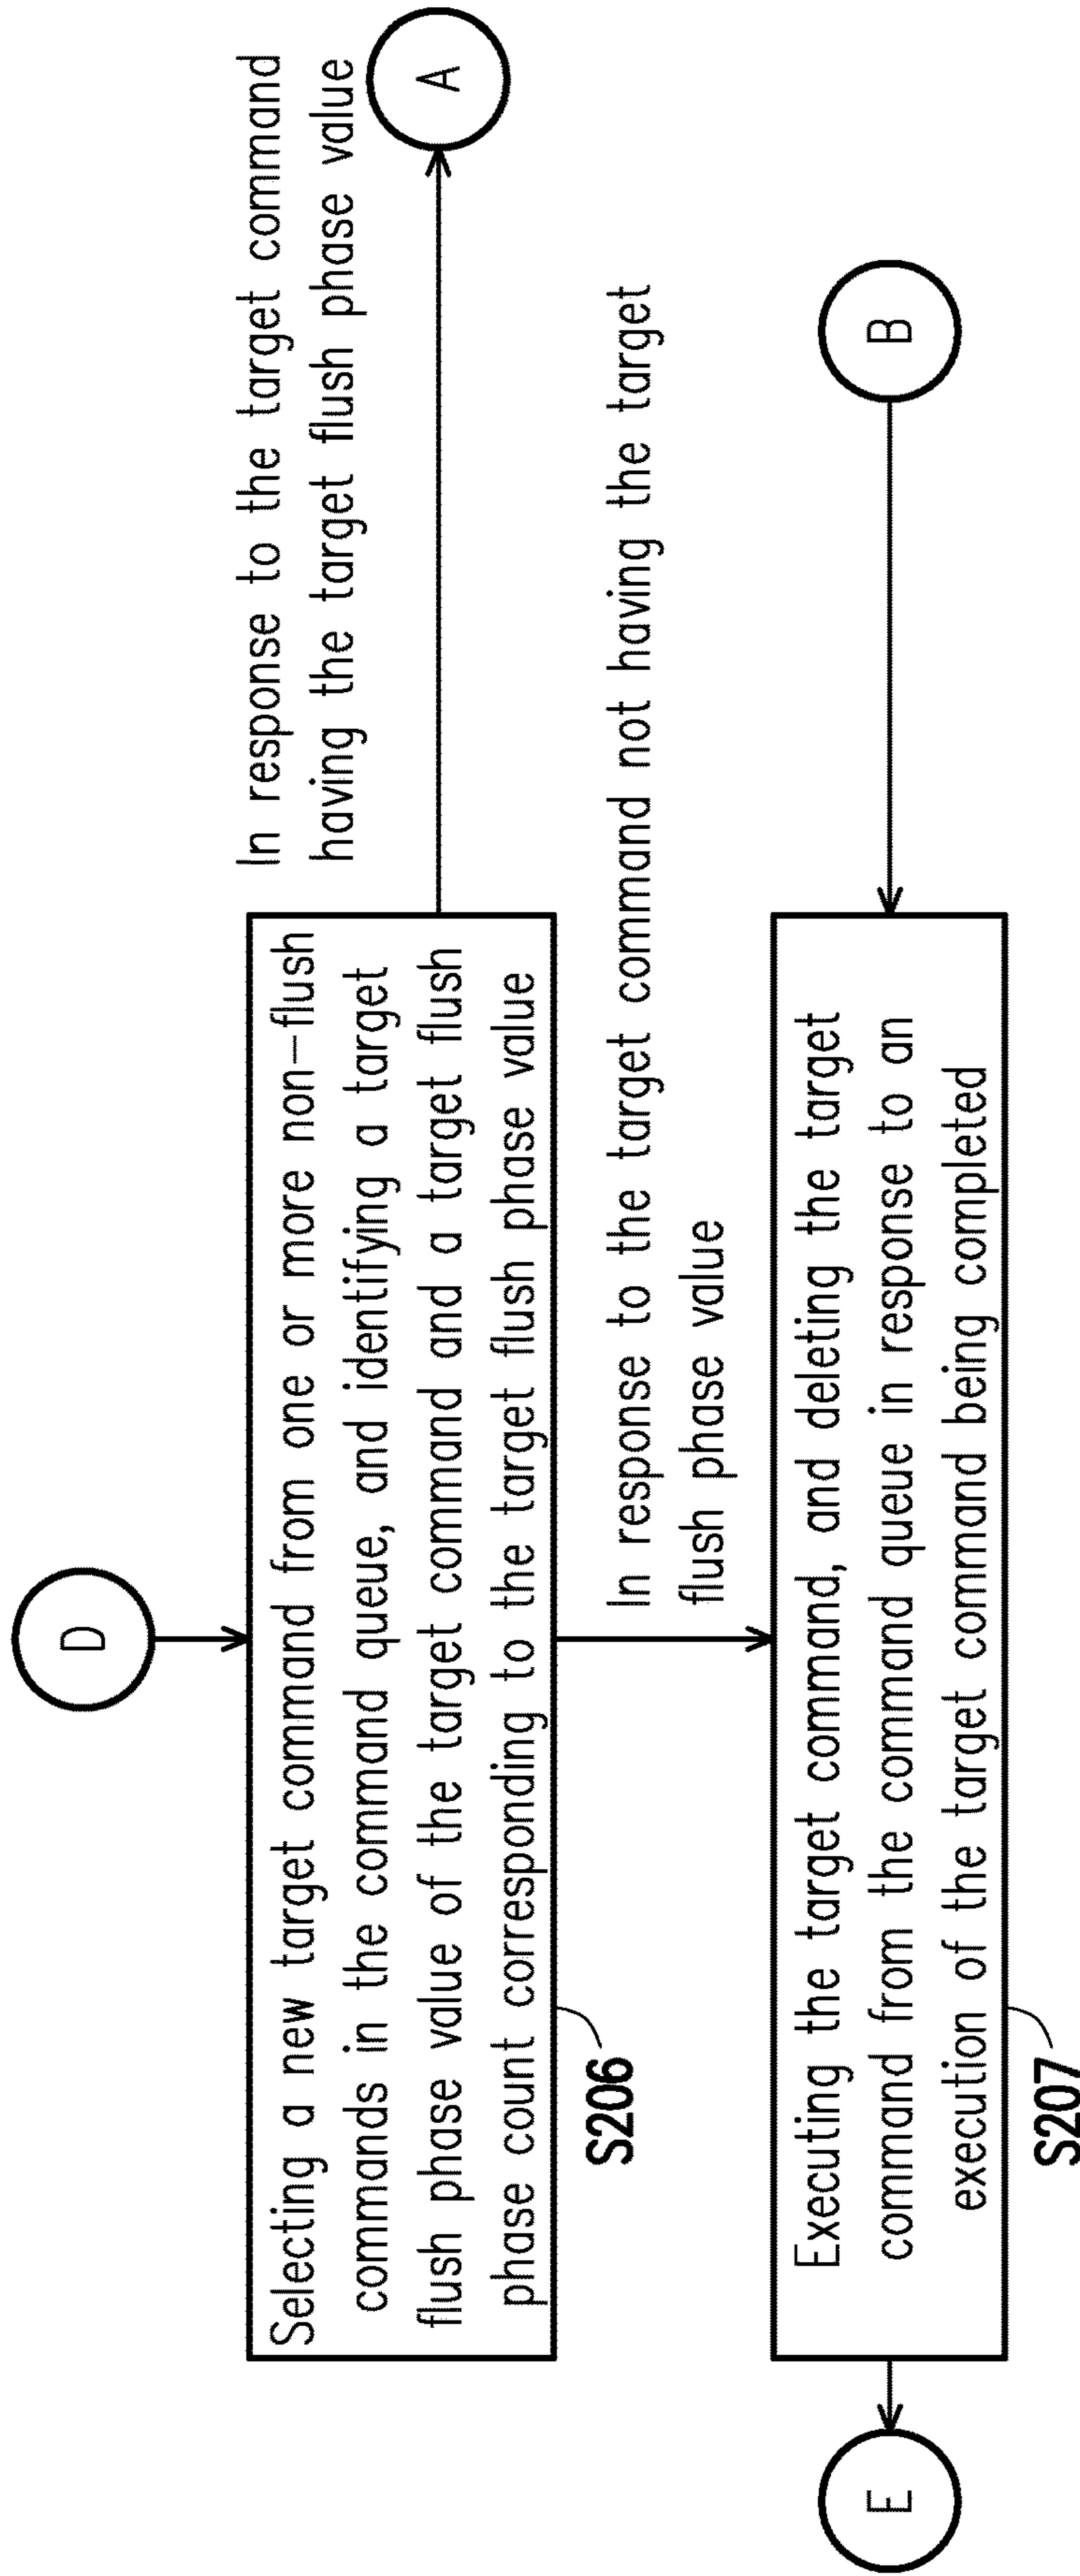 D
In response to the target command
having the target flush phase value
A
Selecting a new target command from one or more non-flush
commands in the command queue, and identifying a target
flush phase value of the target command and a target flush
phase count corresponding to the target flush phase value
S206
In response to the target command not having the target
flush phase value
B
Executing the target command, and deleting the target
command from the command queue in response to an
execution of the target command being completed
S207
E